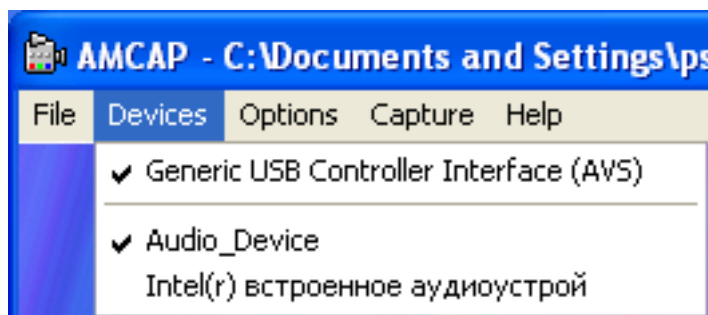 AMCAP - C:\Documents and Settings\ps
File Devices Options Capture Help
Generic USB Controller Interface (AVS)
Audio_Device
Intel(r) встроенное аудиоустрой